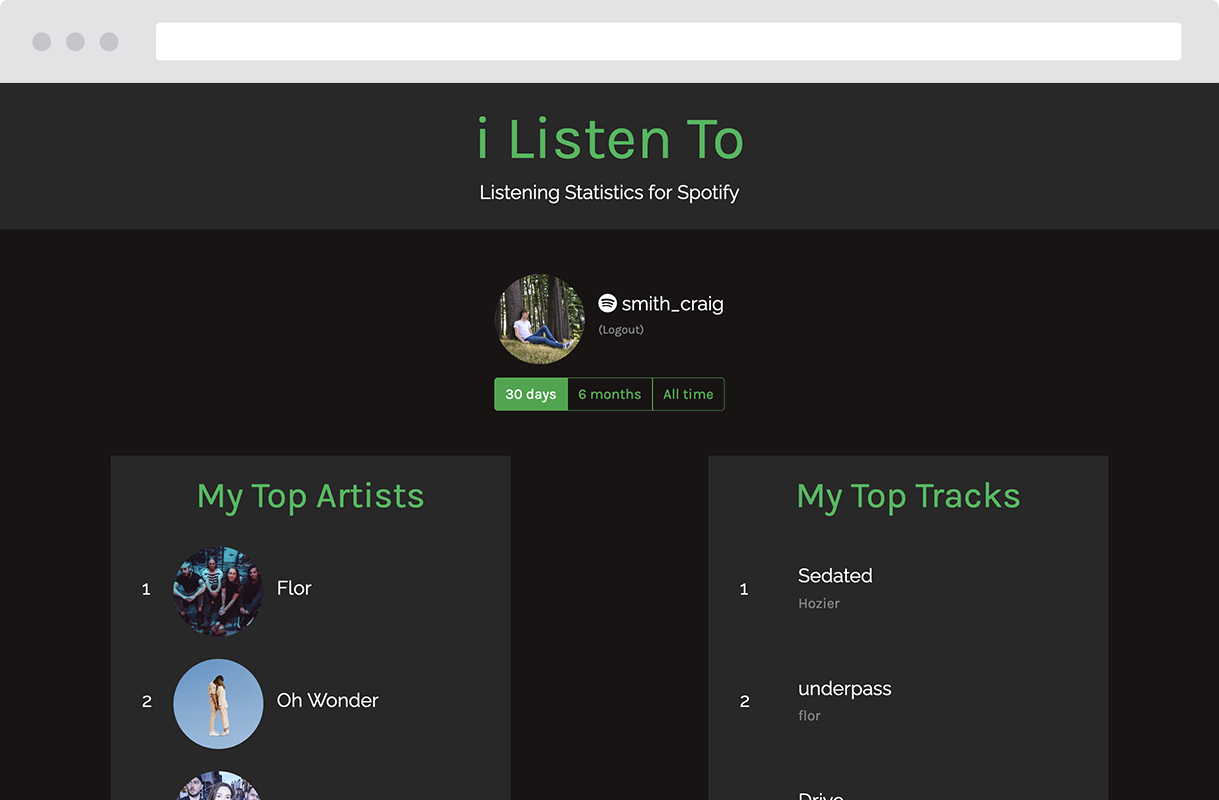 i Listen To
Listening Statistics for Spotify
smith_craig
(Logout)
30 days
6 months
All time
My Top Artists
1
Flor
2
Oh Wonder
My Top Tracks
1
Sedated
Hozier
2
underpass
flor
Drive